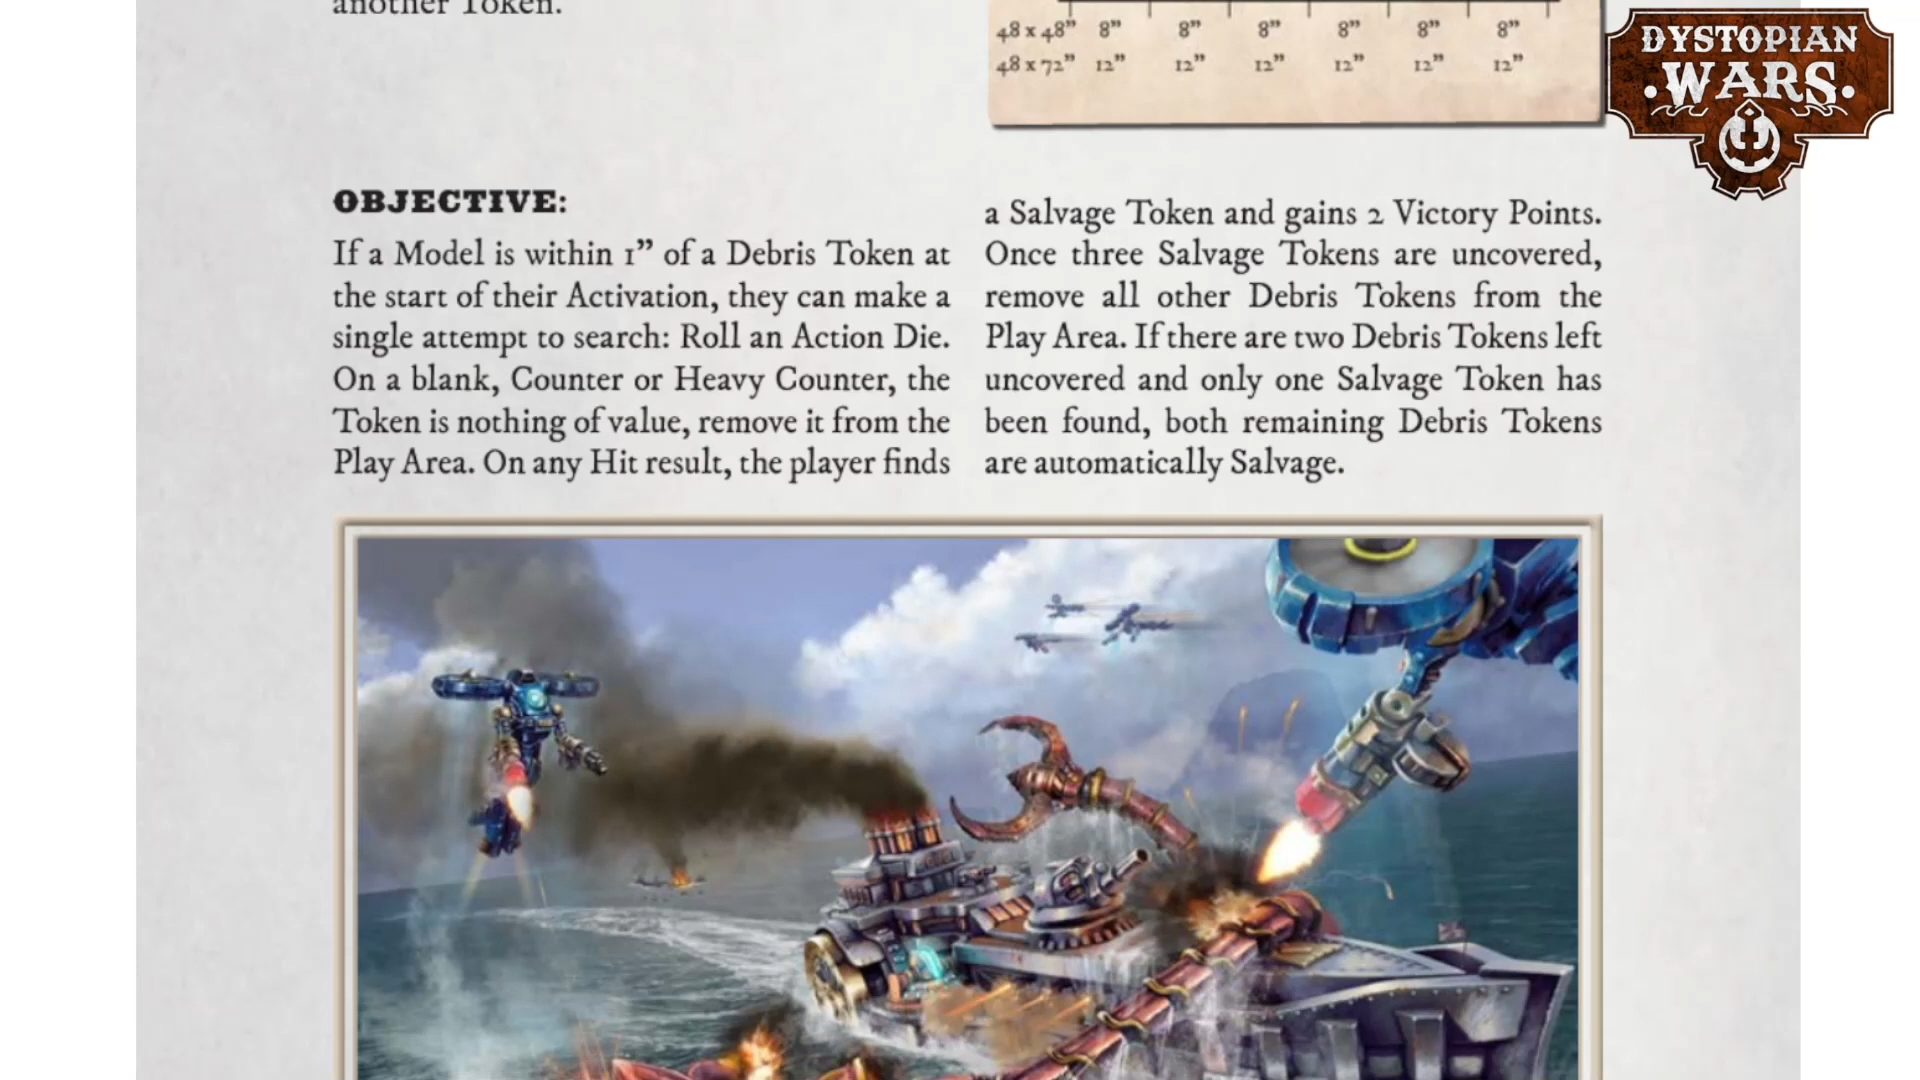 another Token.
48 x 48” 8” 8” 8” 8” 8” 8”
48 x 72” 12” 12” 12” 12” 12” 12”
DYSTOPIAN
WARS
OBJECTIVE:
If a Model is within 1” of a Debris Token at
the start of their Activation, they can make a
single attempt to search: Roll an Action Die.
On a blank, Counter or Heavy Counter, the
Token is nothing of value, remove it from the
Play Area. On any Hit result, the player finds
a Salvage Token and gains 2 Victory Points.
Once three Salvage Tokens are uncovered,
remove all other Debris Tokens from the
Play Area. If there are two Debris Tokens left
uncovered and only one Salvage Token has
been found, both remaining Debris Tokens
are automatically Salvage.